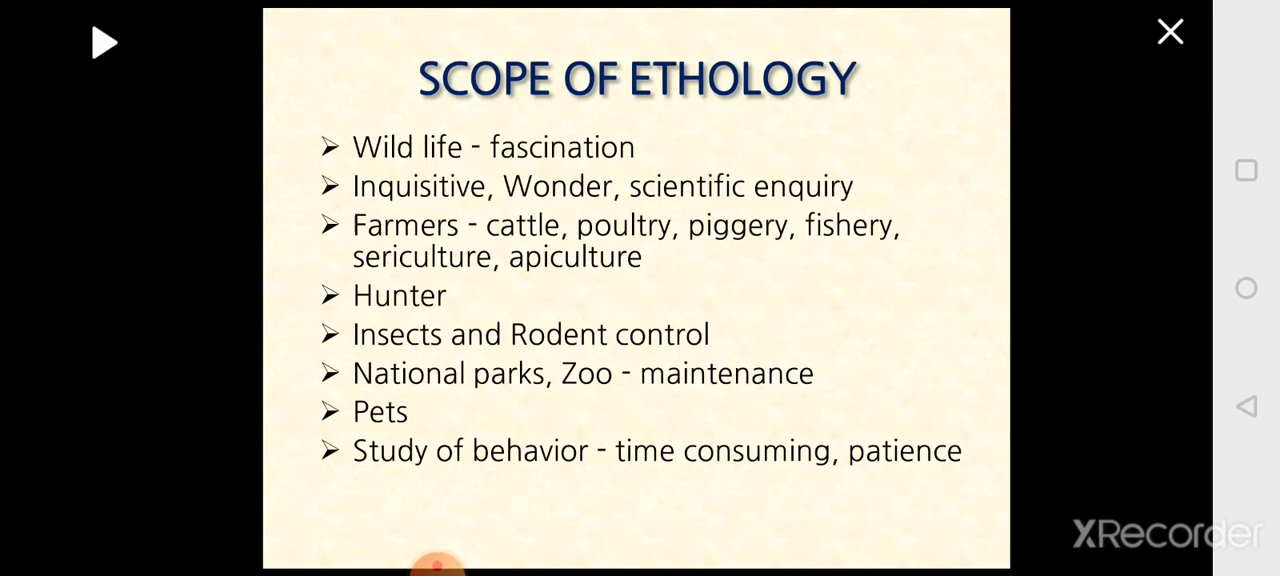 SCOPE OF ETHOLOGY
➢ Wild life - fascination
➢ Inquisitive, Wonder, scientific enquiry
➢ Farmers - cattle, poultry, piggery, fishery,
sericulture, apiculture
➢ Hunter
➢ Insects and Rodent control
➢ National parks, Zoo - maintenance
➢ Pets
➢ Study of behavior - time consuming, patience
XRecorder